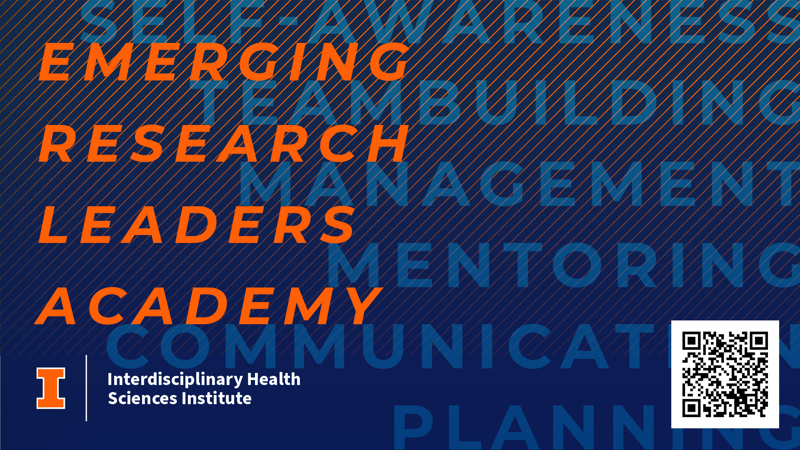 SELF-AWARENESS
EMERGING
TEAMBUILDING
RESEARCH
MANAGEMENT
LEADERS
MENTORING
ACADEMY
COMMUNICATI N
I
Interdisciplinary Health
Sciences Institute
PLANNING